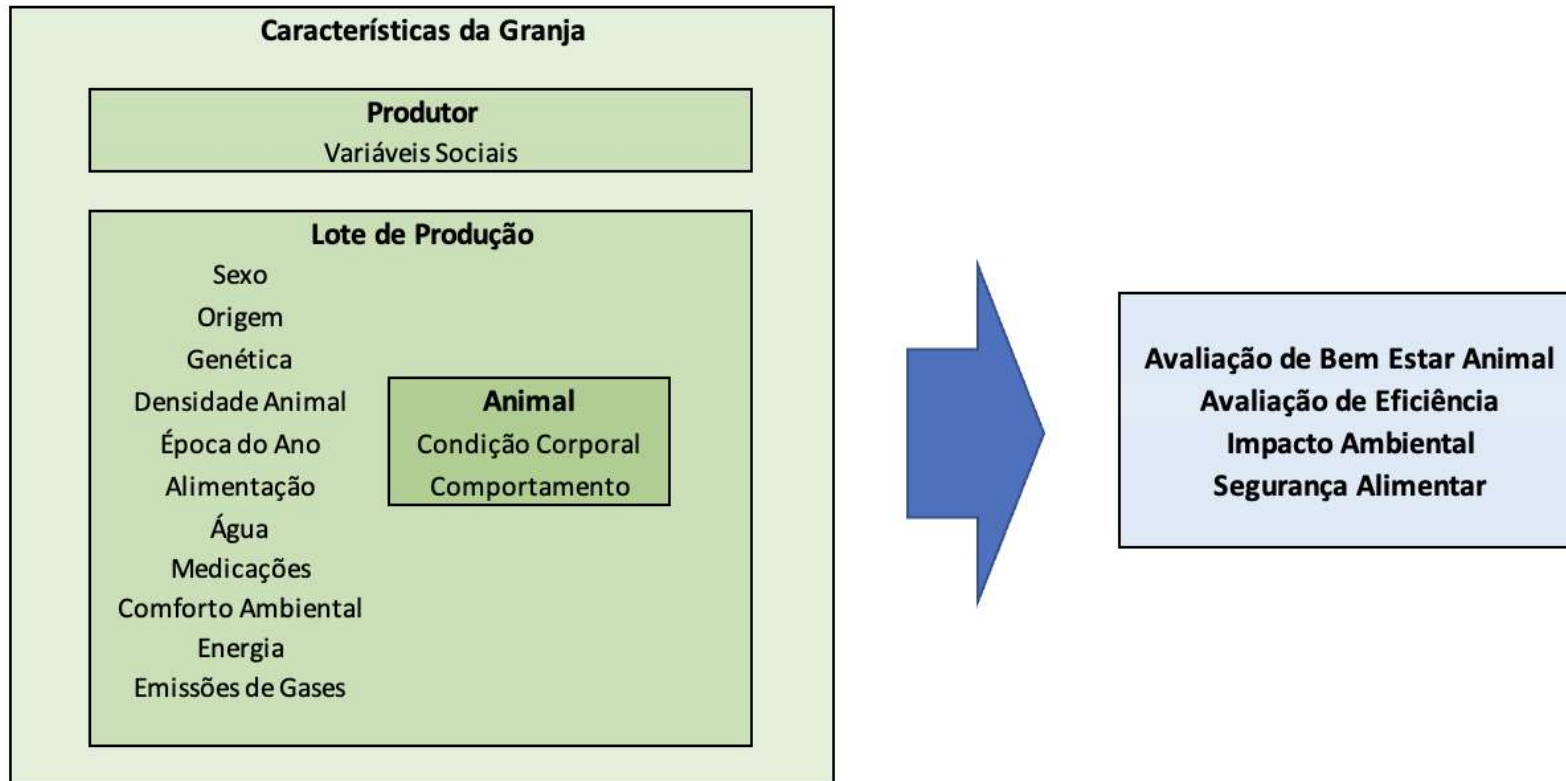 Características da Granja
Produtor
Variáveis Sociais
Lote de Produção
Sexo
Origem
Genética
Densidade Animal
Época do Ano
Alimentação
Água
Medicações
Comforto Ambiental
Energia
Emissões de Gases
Animal
Condição Corporal
Comportamento
Avaliação de Bem Estar Animal
Avaliação de Eficiência
Impacto Ambiental
Segurança Alimentar